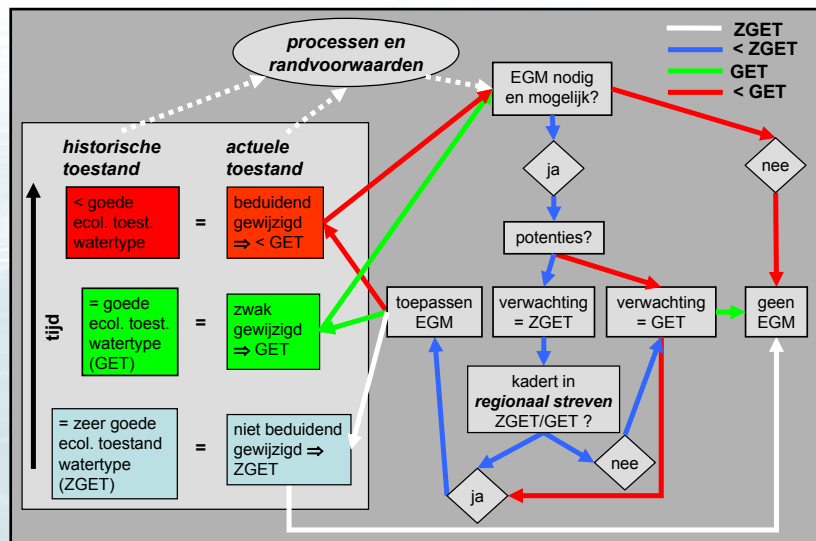 processen en
randvoorwaarden
ZGET
< ZGET
GET
< GET
EGM nodig
en mogelijk?
historische
toestand
actuele
toestand
ja
nee
< goede
ecol. toest.
watertype
=
beduidend
gewijzigd
⇒ < GET
potenties?
tijd
= goede
ecol. toest.
watertype
(GET)
=
zwak
gewijzigd
⇒ GET
toepassen
EGM
verwachting
= ZGET
verwachting
= GET
geen
EGM
kadert in
regionaal streven
ZGET/GET ?
= zeer goede
ecol. toestand
watertype
(ZGET)
=
niet beduidend
gewijzigd ⇒
ZGET
nee
ja